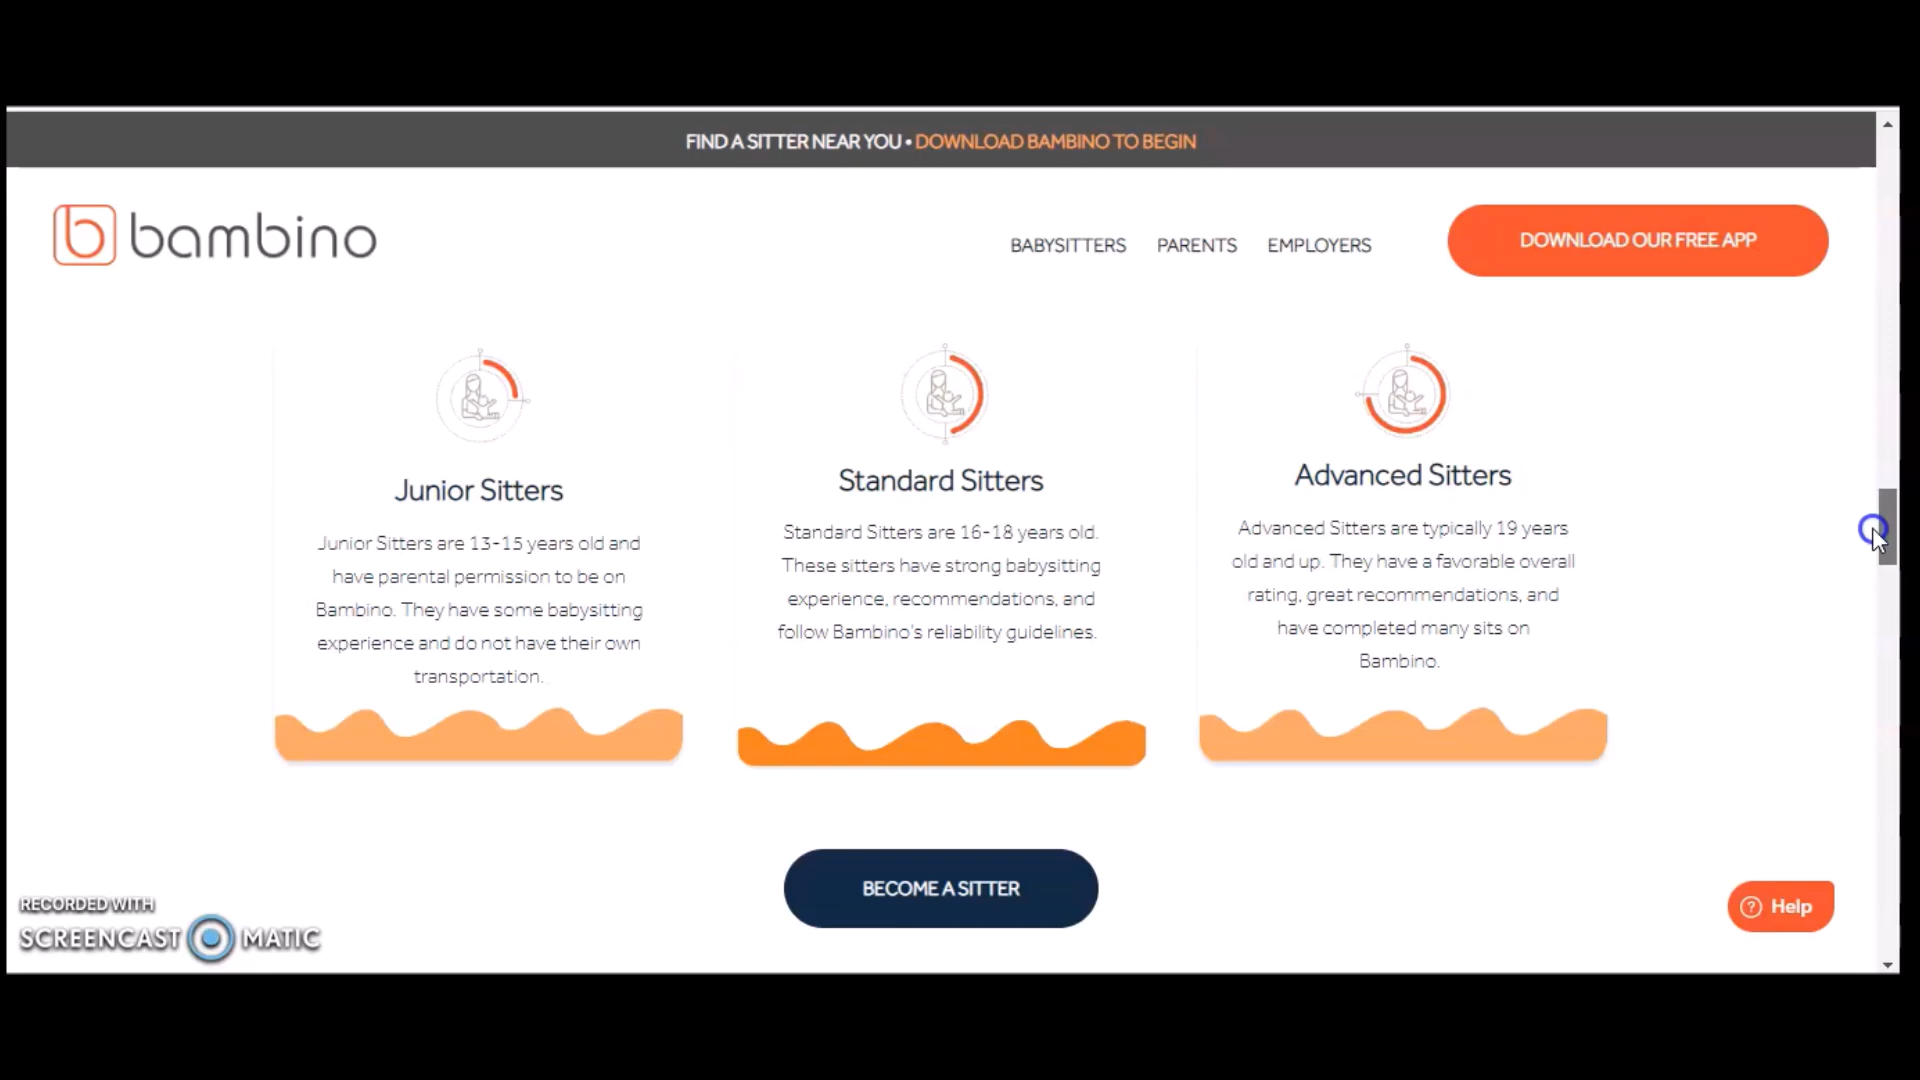 FIND A SITTER NEAR YOU • DOWNLOAD BAMBINO TO BEGIN
b bambino
BABYSITTERS PARENTS EMPLOYERS
DOWNLOAD OUR FREE APP
Junior Sitters
Junior Sitters are 13-15 years old and
have parental permission to be on
Bambino. They have some babysitting
experience and do not have their own
transportation.
Standard Sitters
Standard Sitters are 16-18 years old.
These sitters have strong babysitting
experience, recommendations, and
follow Bambino's reliability guidelines.
Advanced Sitters
Advanced Sitters are typically 19 years
old and up. They have a favorable overall
rating, great recommendations, and
have completed many sits on
Bambino.
BECOME A SITTER
? Help
RECORDED WITH
SCREENCAST MATIC